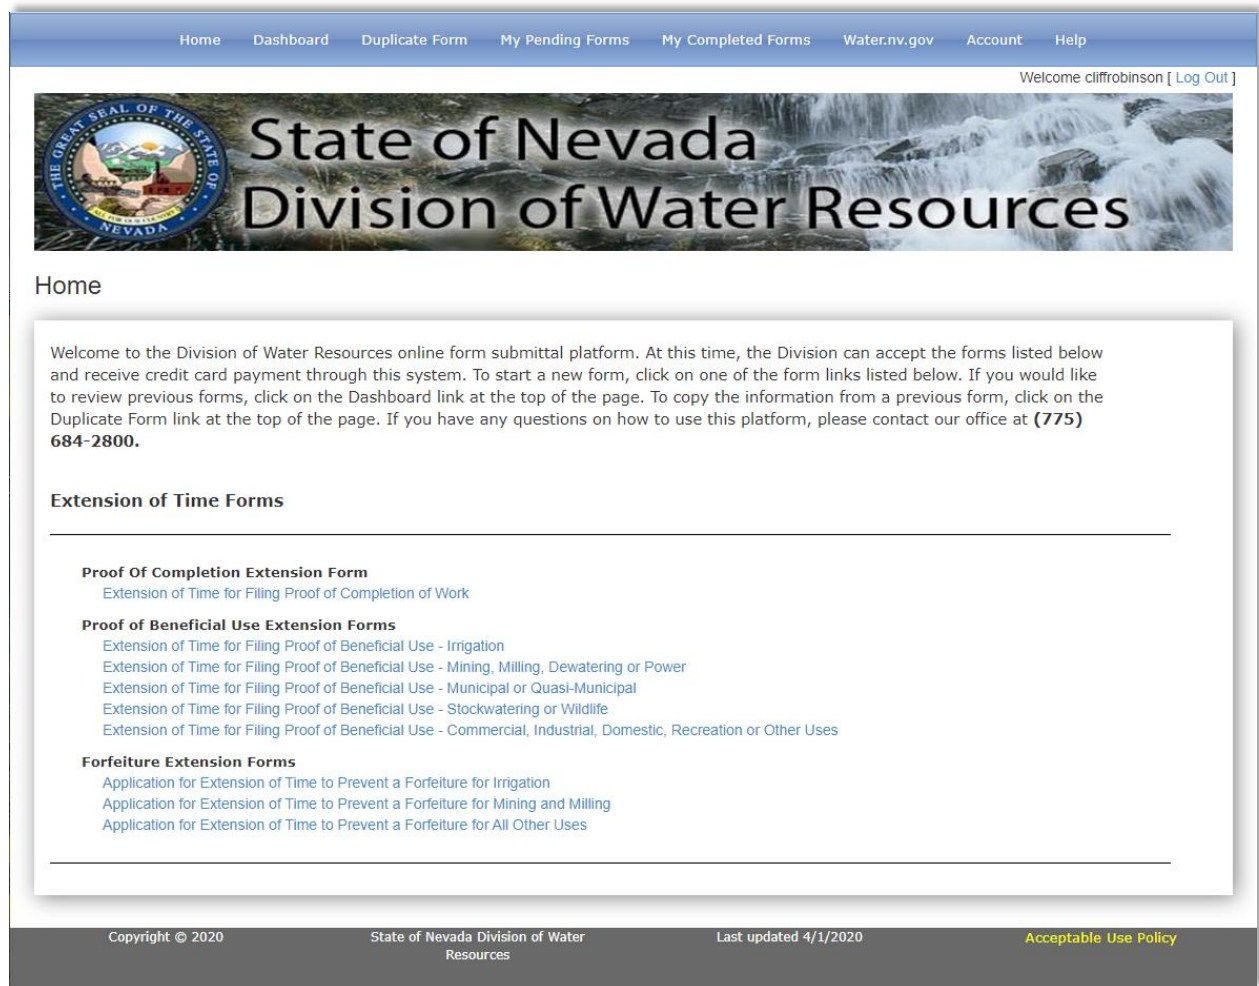 Home Dashboard Duplicate Form My Pending Forms My Completed Forms Water.nv.gov Account Help
Welcome cliffrobinson [ Log Out ]
THE GREAT SEAL OF THE STATE OF NEVADA
ALL FOR OUR COUNTRY
State of Nevada
Division of Water Resources
Home
Welcome to the Division of Water Resources online form submittal platform. At this time, the Division can accept the forms listed below
and receive credit card payment through this system. To start a new form, click on one of the form links listed below. If you would like
to review previous forms, click on the Dashboard link at the top of the page. To copy the information from a previous form, click on the
Duplicate Form link at the top of the page. If you have any questions on how to use this platform, please contact our office at (775)
684-2800.
Extension of Time Forms
Proof Of Completion Extension Form
Extension of Time for Filing Proof of Completion of Work
Proof of Beneficial Use Extension Forms
Extension of Time for Filing Proof of Beneficial Use - Irrigation
Extension of Time for Filing Proof of Beneficial Use - Mining, Milling, Dewatering or Power
Extension of Time for Filing Proof of Beneficial Use - Municipal or Quasi-Municipal
Extension of Time for Filing Proof of Beneficial Use - Stockwatering or Wildlife
Extension of Time for Filing Proof of Beneficial Use - Commercial, Industrial, Domestic, Recreation or Other Uses
Forfeiture Extension Forms
Application for Extension of Time to Prevent a Forfeiture for Irrigation
Application for Extension of Time to Prevent a Forfeiture for Mining and Milling
Application for Extension of Time to Prevent a Forfeiture for All Other Uses
Copyright © 2020 State of Nevada Division of Water Last updated 4/1/2020 Acceptable Use Policy
Resources